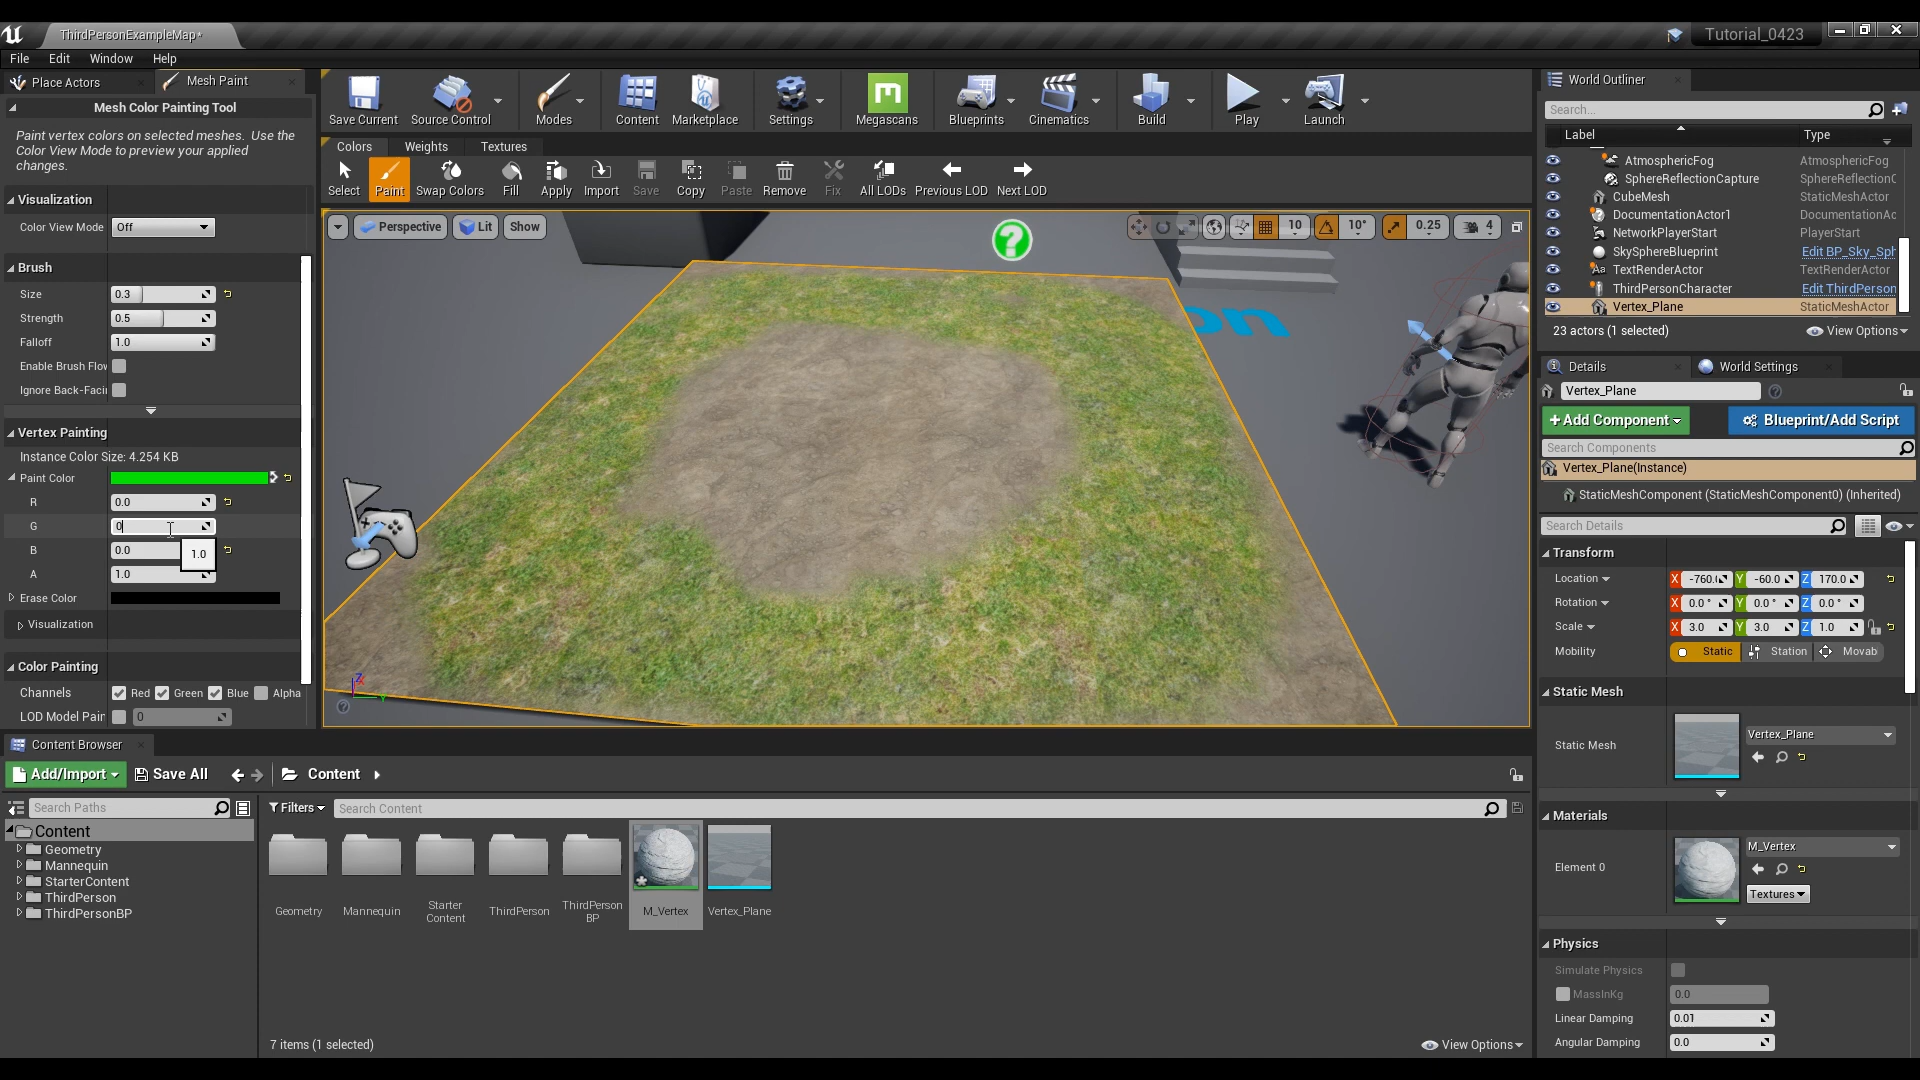 ThirdPersonExampleMap*
Tutorial_0423
File Edit Window Help
Place Actors
Mesh Paint
Mesh Color Painting Tool
Paint vertex colors on selected meshes. Use the
Color View Mode to preview your applied
changes.
Visualization
Color View Mode Off
Brush
Size 0.3
Strength 0.5
Falloff 1.0
Enable Brush Flow
Ignore Back-Facin
Vertex Painting
Instance Color Size: 4.254 KB
Paint Color
R 0.0
G 0
B 0.0
1.0
A 1.0
Erase Color
Visualization
Color Painting
Channels Red Green Blue Alpha
LOD Model Pain 0
Save Current Source Control Modes Content Marketplace Settings Megascans Blueprints Cinematics Build Play Launch
Colors Weights Textures
Select Paint Swap Colors Fill Apply Import Save Copy Paste Remove Fix All LODs Previous LOD Next LOD
Perspective Lit Show
10 10° 0.25 4
?
on
Z
Y
World Outliner
Search...
Label Type
AtmosphericFog AtmosphericFog
SphereReflectionCapture SphereReflectionC
CubeMesh StaticMeshActor
DocumentationActor1 DocumentationAc
NetworkPlayerStart PlayerStart
SkySphereBlueprint Edit BP_Sky_Sph
TextRenderActor TextRenderActor
ThirdPersonCharacter Edit ThirdPerson
Vertex_Plane StaticMeshActor
23 actors (1 selected) View Options
Details
World Settings
Vertex_Plane
+Add Component Blueprint/Add Script
Search Components
Vertex_Plane(Instance)
StaticMeshComponent (StaticMeshComponent0) (Inherited)
Search Details
Transform
Location X -760.0 Y -60.0 Z 170.0
Rotation X 0.0 ° Y 0.0 ° Z 0.0 °
Scale X 3.0 Y 3.0 Z 1.0
Mobility Static Station Movab
Static Mesh
Static Mesh Vertex_Plane
Materials
Element 0 M_Vertex
Textures
Physics
Simulate Physics
MassInKg 0.0
Linear Damping 0.01
Angular Damping 0.0
Content Browser
Add/Import Save All Content
Search Paths
Filters Search Content
Content
Geometry
Mannequin
StarterContent
ThirdPerson
ThirdPersonBP
Geometry
Mannequin
Starter
Content
ThirdPerson
ThirdPerson
BP
M_Vertex
Vertex_Plane
7 items (1 selected)
View Options